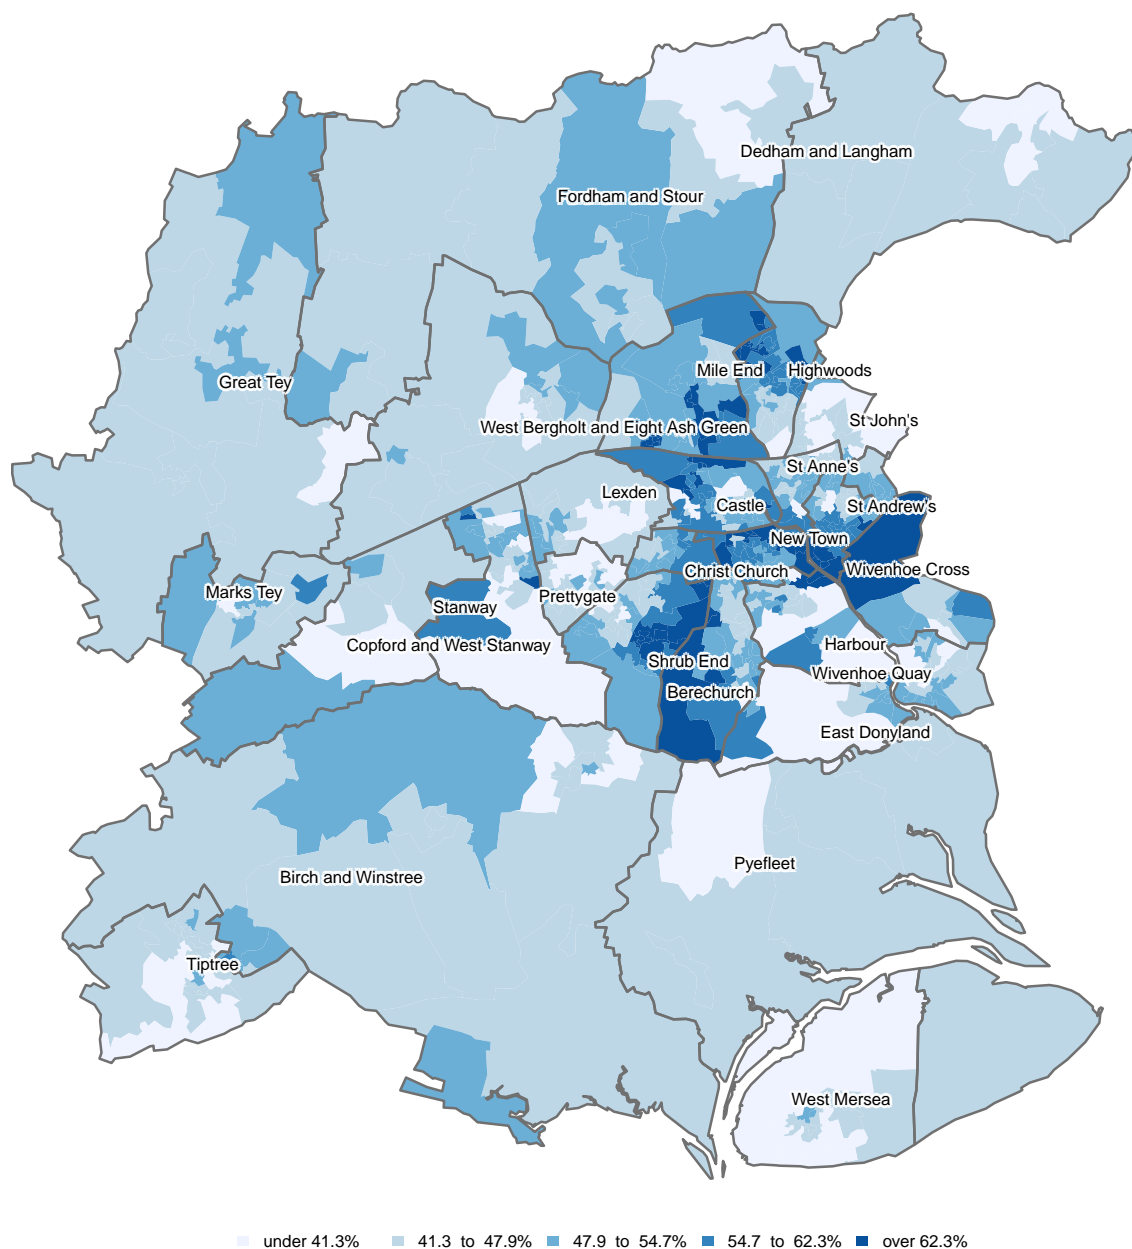 Dedham and Langham
Fordham and Stour
Mile End
Highwoods
Great Tey
St John's
West Bergholt and Eight Ash Green
St Anne's
Lexden
Castle
St Andrew's
New Town
Christ Church
Wivenhoe Cross
Marks Tey
Prettygate
Stanway
Copford and West Stanway
Harbour
Shrub End
Wivenhoe Quay
Berechurch
East Donyland
Pyefleet
Birch and Winstree
Tiptree
West Mersea
under 41.3% 41.3 to 47.9% 47.9 to 54.7% 54.7 to 62.3% over 62.3%